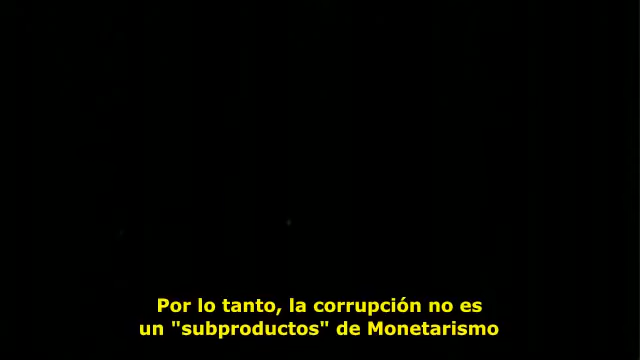 Por lo tanto, la corrupción no es
un "subproductos" de Monetarismo